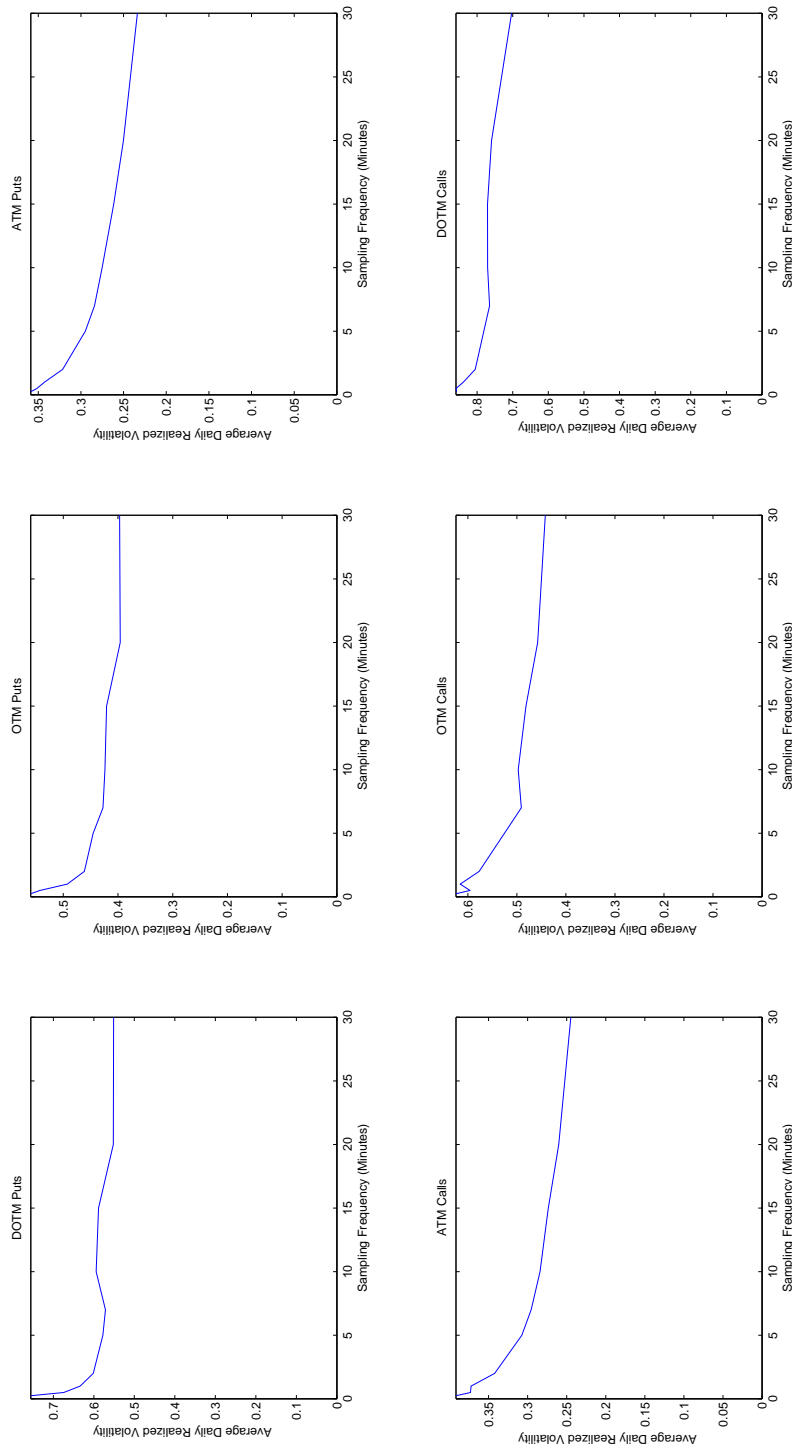 DOTM Puts
Average Daily Realized Volatility
0.7
0.6
0.5
0.4
0.3
0.2
0.1
0
0 5 10 15 20 25 30
Sampling Frequency (Minutes)
OTM Puts
Average Daily Realized Volatility
0.5
0.4
0.3
0.2
0.1
0
0 5 10 15 20 25 30
Sampling Frequency (Minutes)
ATM Puts
Average Daily Realized Volatility
0.35
0.3
0.25
0.2
0.15
0.1
0.05
0
0 5 10 15 20 25 30
Sampling Frequency (Minutes)
ATM Calls
Average Daily Realized Volatility
0.35
0.3
0.25
0.2
0.15
0.1
0.05
0
0 5 10 15 20 25 30
Sampling Frequency (Minutes)
OTM Calls
Average Daily Realized Volatility
0.6
0.5
0.4
0.3
0.2
0.1
0
0 5 10 15 20 25 30
Sampling Frequency (Minutes)
DOTM Calls
Average Daily Realized Volatility
0.8
0.7
0.6
0.5
0.4
0.3
0.2
0.1
0
0 5 10 15 20 25 30
Sampling Frequency (Minutes)